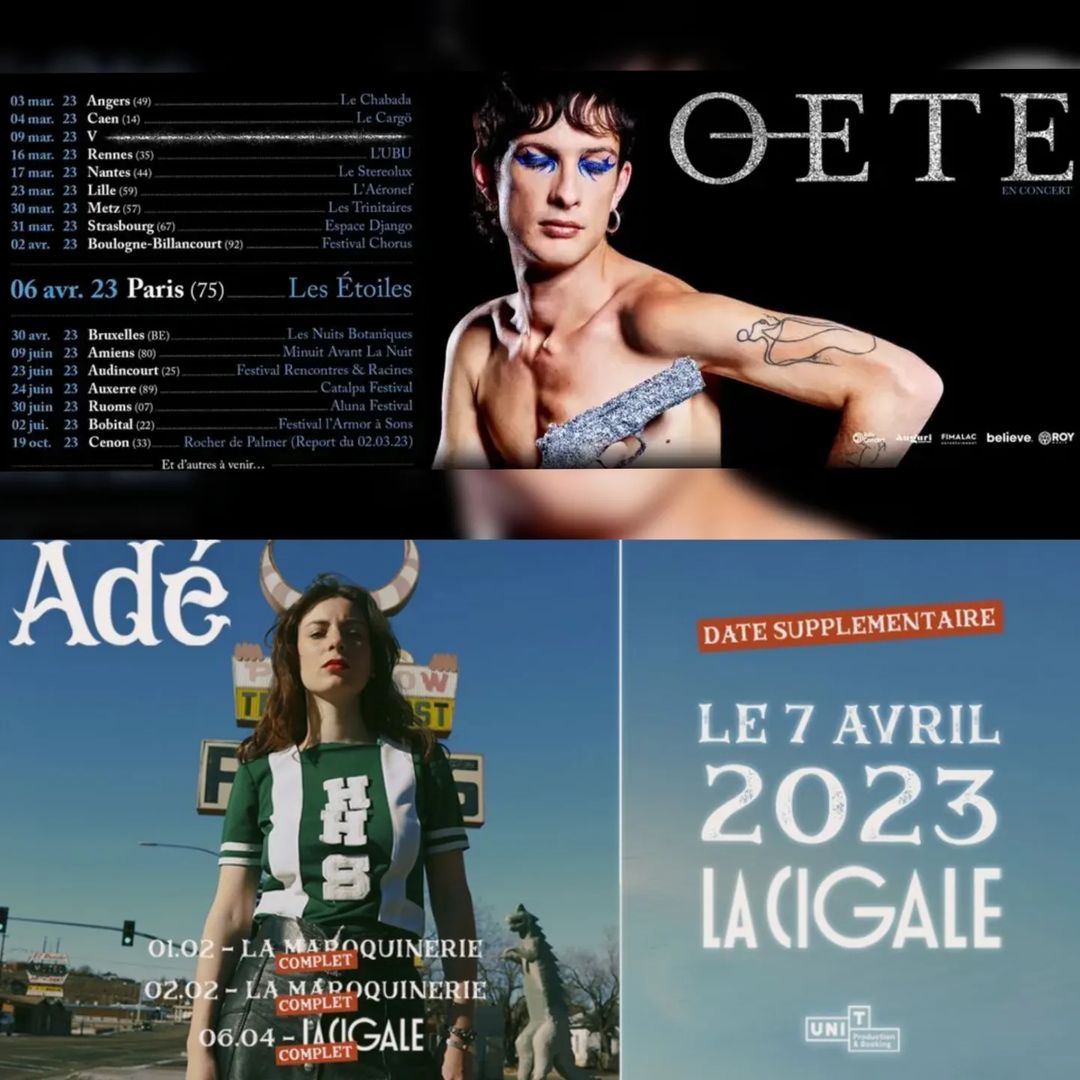 03 mar. 23 Angers (49) Le Chabada
04 mar. 23 Caen (14) Le Cargö
09 mar. 23 V
16 mar. 23 Rennes (35) L'UBU
17 mar. 23 Nantes (44) Le Stereolux
23 mar. 23 Lille (59) L'Aéronef
30 mar. 23 Metz (57) Les Trinitaires
31 mar. 23 Strasbourg (67) Espace Django
02 avr. 23 Boulogne-Billancourt (92) Festival Chorus
06 avr. 23 Paris (75) Les Étoiles
30 avr. 23 Bruxelles (BE) Les Nuits Botaniques
09 juin 23 Amiens (80) Minuit Avant La Nuit
23 juin 23 Audincourt (25) Festival Rencontres & Racines
24 juin 23 Auxerre (89) Catalpa Festival
30 juin 23 Ruoms (07) Aluna Festival
02 jui. 23 Bobital (22) Festival l'Armor à Sons
19 oct. 23 Cenon (33) Rocher de Palmer (Report du 02.03.23)
Et d'autres à venir...
OETE
EN CONCERT
Auguri FIMALAC believe. ROY
ENTERTAINMENT
Adé
HHS
01.02 - LA MAROQUINERIE
COMPLET
02.02 - LA MAROQUINERIE
COMPLET
06.04 - LA CIGALE
COMPLET
DATE SUPPLEMENTAIRE
LE 7 AVRIL
2023
LA CIGALE
UNI T
Production
& Booking